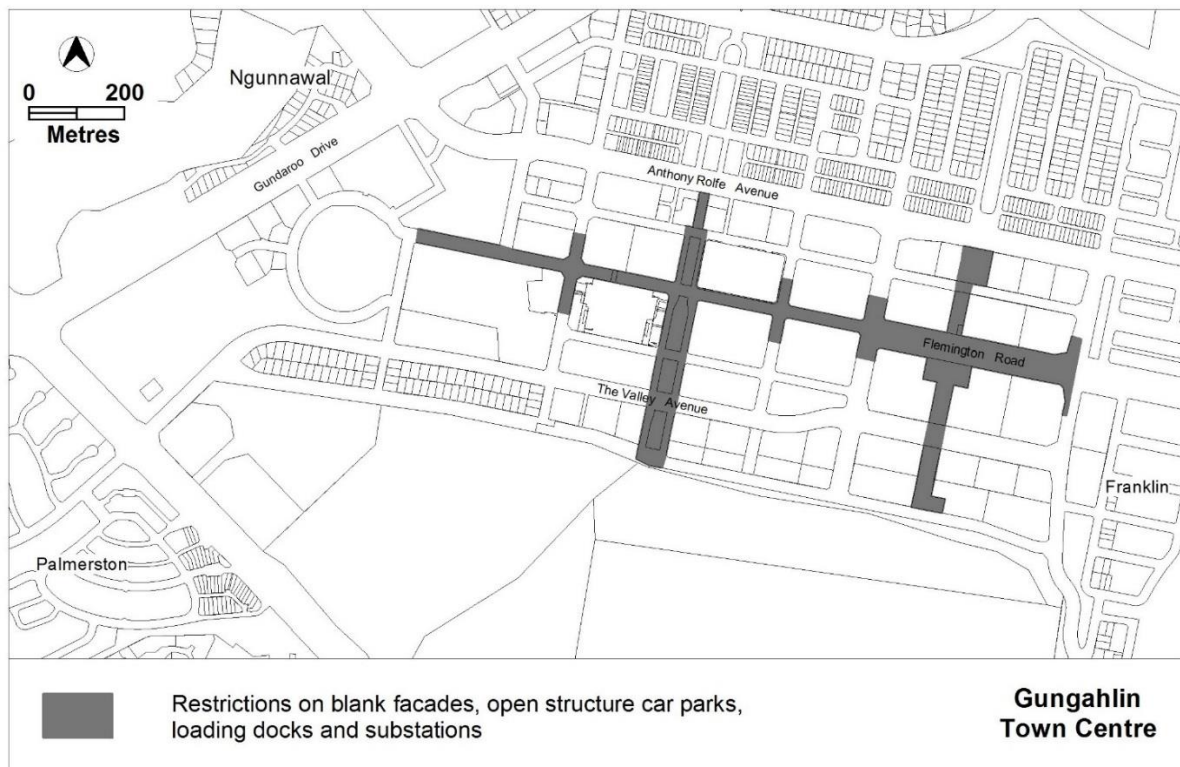 Ngunnawal
0 200
Metres
Gundaroo Drive
Anthony Rolfe Avenue
Flemington Road
The Valley Avenue
Franklin
Palmerston
Restrictions on blank facades, open structure car parks,
loading docks and substations
Gungahlin
Town Centre